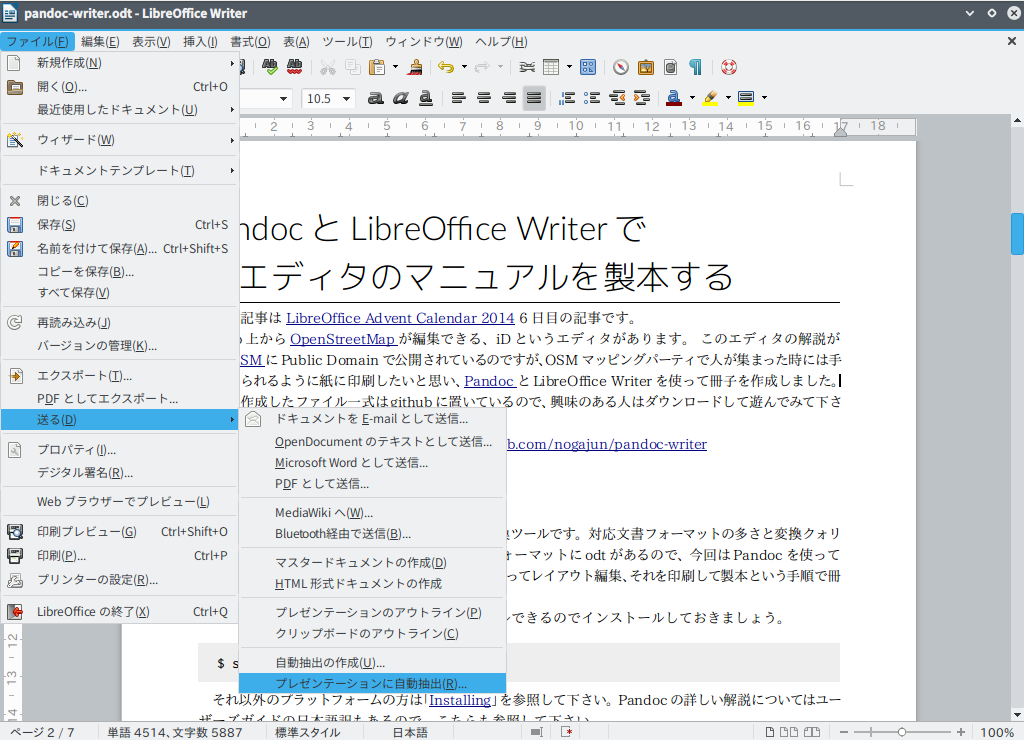 pandoc-writer.odt - LibreOffice Writer
ファイル(F) 編集(E) 表示(V) 挿入(I) 書式(O) 表(A) ツール(T) ウィンドウ(W) ヘルプ(H)
新規作成(N)
開く(O)... Ctrl+O
最近使用したドキュメント(U)
ウィザード(W)
ドキュメントテンプレート(T)
閉じる(C)
保存(S) Ctrl+S
名前を付けて保存(A)... Ctrl+Shift+S
コピーを保存(B)...
すべて保存(V)
再読み込み(J)
バージョンの管理(K)...
エクスポート(T)...
PDF としてエクスポート...
送る(D)
プロパティ(I)...
デジタル署名(R)...
Web ブラウザーでプレビュー(L)
印刷プレビュー(G) Ctrl+Shift+O
印刷(P)... Ctrl+P
プリンターの設定(R)...
LibreOffice の終了(X) Ctrl+Q
ドキュメントを E-mail として送信...
OpenDocument のテキストとして送信...
Microsoft Word として送信...
PDF として送信...
MediaWiki へ(W)...
Bluetooth経由で送信(B)...
マスタードキュメントの作成(D)
HTML 形式ドキュメントの作成
プレゼンテーションのアウトライン(P)
クリップボードのアウトライン(C)
自動抽出の作成(U)...
プレゼンテーションに自動抽出(R)...
10.5
2 3 4 5 6 7 8 9 10 11 12 13 14 15 16 17 18
ndoc と LibreOffice Writer で
エディタのマニュアルを製本する
記事は LibreOffice Advent Calendar 2014 6 日目の記事です。
上から OpenStreetMap が編集できる、iD というエディタがあります。 このエディタの解説が
SM に Public Domain で公開されているのですが、OSM マッピングパーティで人が集まった時には手
られるように紙に印刷したいと思い、Pandoc と LibreOffice Writer を使って冊子を作成しました。
作成したファイル一式は github に置いているので、興味のある人はダウンロードして遊んでみて下さ
b.com/nogajun/pandoc-writer
ツールです。対応文書フォーマットの多さと変換クォリ
ォーマットに odt があるので、今回は Pandoc を使って
ってレイアウト編集、それを印刷して製本という手順で冊
できるのでインストールしておきましょう。
$ s
それ以外のプラットフォームの方は「Installing」を参照して下さい。Pandoc の詳しい解説についてはユー
ザーズガイドの日本語訳もあるので、こちらも参照して下さい。
12
13
14
ページ 2 / 7 単語 4514、文字数 5887 標準スタイル 日本語 100%